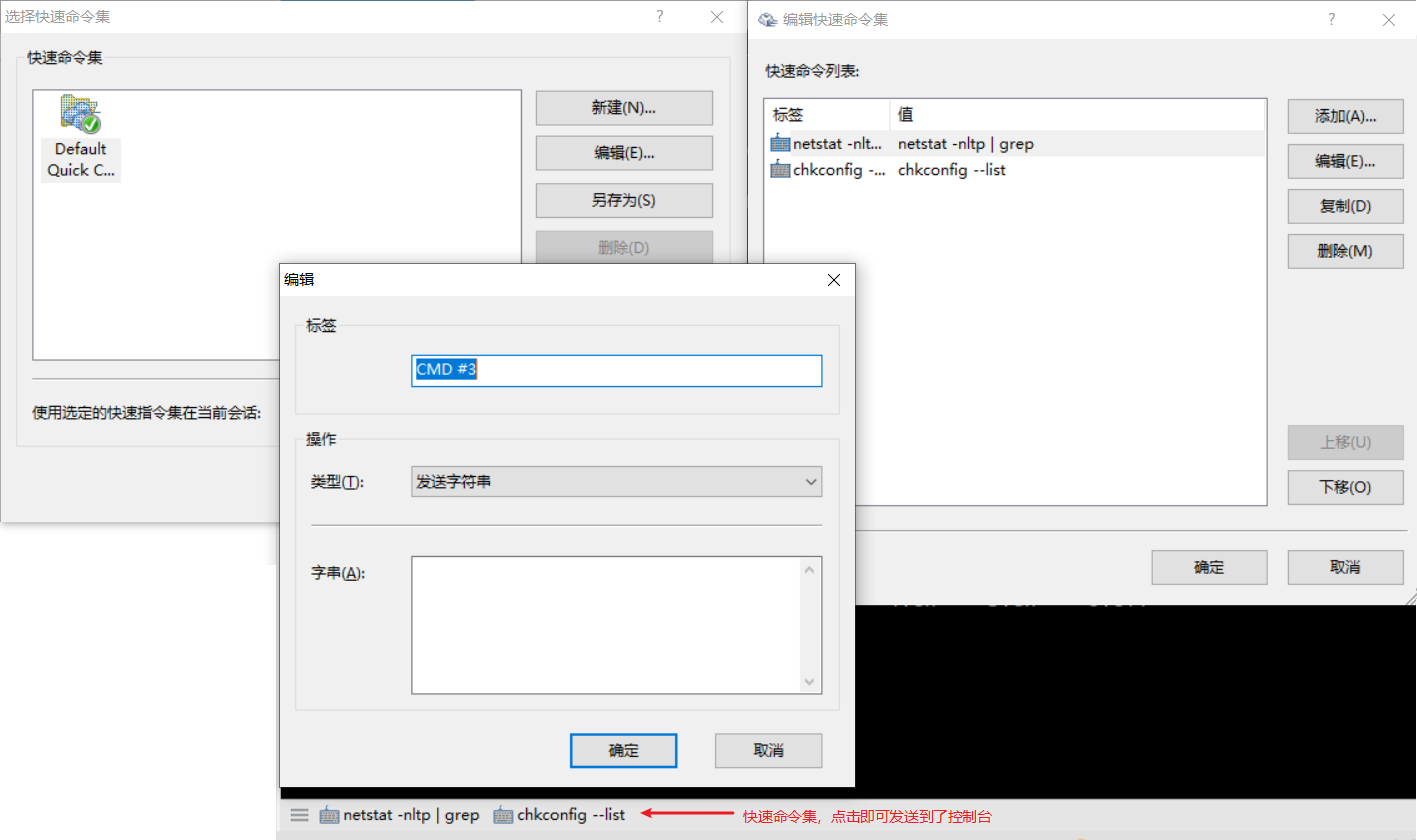 选择快速命令集
?
快速命令集
Default
Quick C...
新建(N)...
编辑(E)...
另存为(S)
删除(D)
使用选定的快速指令集在当前会话:
编辑快速命令集
?
快速命令列表:
标签 值
netstat -nlt... netstat -nltp | grep
chkconfig -... chkconfig --list
添加(A)...
编辑(E)...
复制(D)
删除(M)
上移(U)
下移(O)
确定 取消
编辑
标签
CMD #3
操作
类型(T): 发送字符串
字串(A):
确定 取消
netstat -nltp | grep chkconfig --list 快速命令集，点击即可发送到了控制台